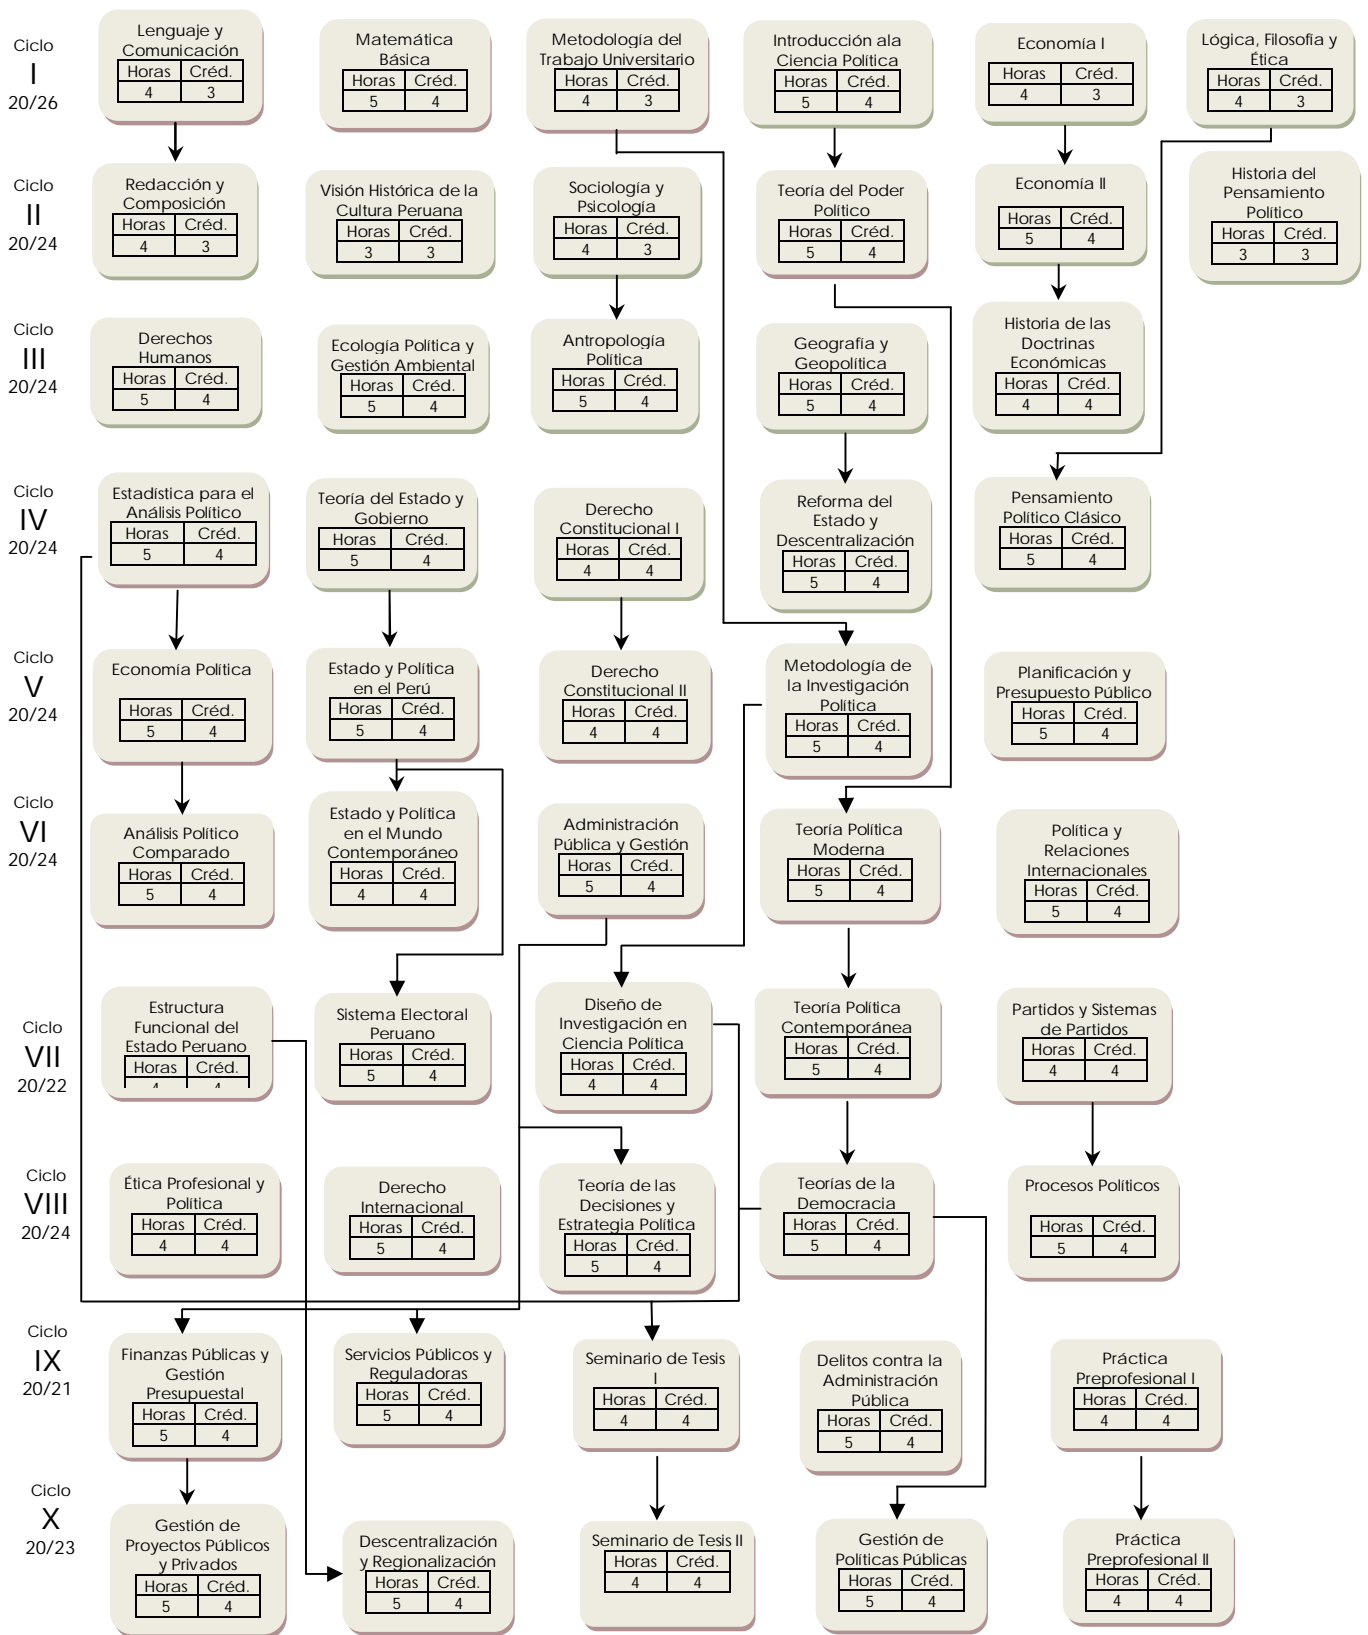 Ciclo
I
20/26
Lenguaje y
Comunicación
Horas Créd.
4 3
Matemática
Básica
Horas Créd.
5 4
Metodología del
Trabajo Universitario
Horas Créd.
4 3
Introducción ala
Ciencia Política
Horas Créd.
5 4
Economía I
Horas Créd.
4 3
Lógica, Filosofía y
Ética
Horas Créd.
4 3
Ciclo
II
20/24
Redacción y
Composición
Horas Créd.
4 3
Visión Histórica de la
Cultura Peruana
Horas Créd.
3 3
Sociología y
Psicología
Horas Créd.
4 3
Teoría del Poder
Político
Horas Créd.
5 4
Economía II
Horas Créd.
5 4
Historia del
Pensamiento
Político
Horas Créd.
3 3
Ciclo
III
20/24
Derechos
Humanos
Horas Créd.
5 4
Ecología Política y
Gestión Ambiental
Horas Créd.
5 4
Antropología
Política
Horas Créd.
5 4
Geografía y
Geopolítica
Horas Créd.
5 4
Historia de las
Doctrinas
Económicas
Horas Créd.
4 4
Ciclo
IV
20/24
Estadística para el
Análisis Político
Horas Créd.
5 4
Teoría del Estado y
Gobierno
Horas Créd.
5 4
Derecho
Constitucional I
Horas Créd.
4 4
Reforma del
Estado y
Descentralización
Horas Créd.
5 4
Pensamiento
Político Clásico
Horas Créd.
5 4
Ciclo
V
20/24
Economía Política
Horas Créd.
5 4
Estado y Política
en el Perú
Horas Créd.
5 4
Derecho
Constitucional II
Horas Créd.
4 4
Metodología de
la Investigación
Política
Horas Créd.
5 4
Planificación y
Presupuesto Público
Horas Créd.
5 4
Ciclo
VI
20/24
Análisis Político
Comparado
Horas Créd.
5 4
Estado y Política
en el Mundo
Contemporáneo
Horas Créd.
4 4
Administración
Pública y Gestión
Horas Créd.
5 4
Teoría Política
Moderna
Horas Créd.
5 4
Política y
Relaciones
Internacionales
Horas Créd.
5 4
Ciclo
VII
20/22
Estructura
Funcional del
Estado Peruano
Horas Créd.
4 4
Sistema Electoral
Peruano
Horas Créd.
5 4
Diseño de
Investigación en
Ciencia Política
Horas Créd.
4 4
Teoría Política
Contemporánea
Horas Créd.
5 4
Partidos y Sistemas
de Partidos
Horas Créd.
4 4
Ciclo
VIII
20/24
Ética Profesional y
Política
Horas Créd.
4 4
Derecho
Internacional
Horas Créd.
5 4
Teoría de las
Decisiones y
Estrategia Política
Horas Créd.
5 4
Teorías de la
Democracia
Horas Créd.
5 4
Procesos Políticos
Horas Créd.
5 4
Ciclo
IX
20/21
Finanzas Públicas y
Gestión
Presupuestal
Horas Créd.
5 4
Servicios Públicos y
Reguladoras
Horas Créd.
5 4
Seminario de Tesis
I
Horas Créd.
4 4
Delitos contra la
Administración
Pública
Horas Créd.
5 4
Práctica
Preprofesional I
Horas Créd.
4 4
Ciclo
X
20/23
Gestión de
Proyectos Públicos
y Privados
Horas Créd.
5 4
Descentralización
y Regionalización
Horas Créd.
5 4
Seminario de Tesis II
Horas Créd.
4 4
Gestión de
Políticas Públicas
Horas Créd.
5 4
Práctica
Preprofesional II
Horas Créd.
4 4